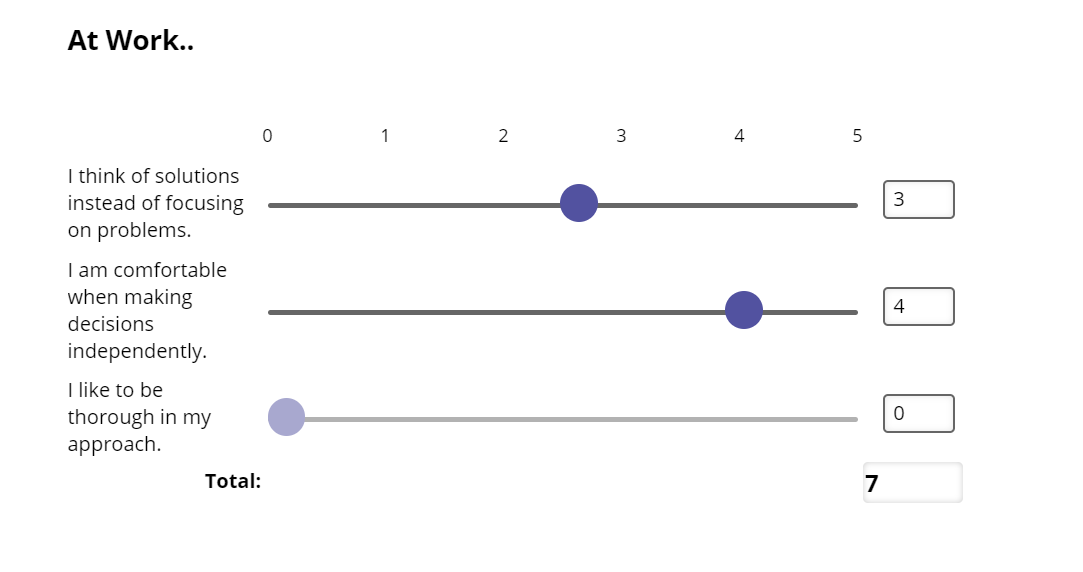 At Work..
0 1 2 3 4 5
I think of solutions
instead of focusing
on problems.
3
I am comfortable
when making
decisions
independently.
4
I like to be
thorough in my
approach.
0
Total: 7